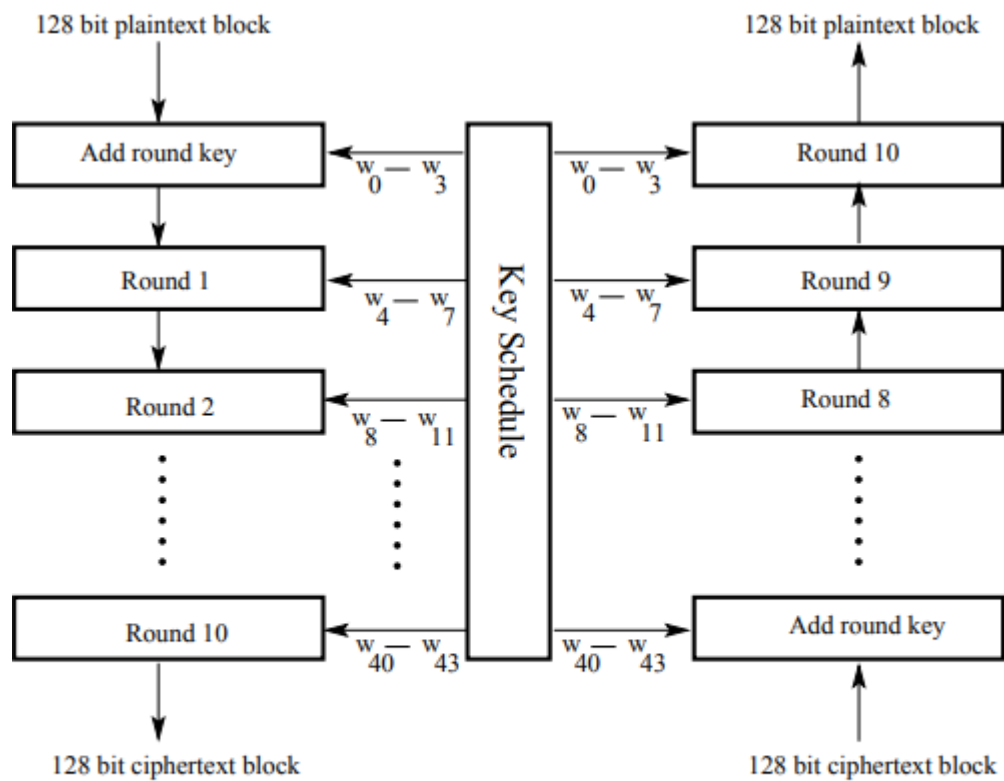 128 bit plaintext block
128 bit plaintext block
Add round key
w0 — w3
w0 — w3
Round 10
Round 1
w4 — w7
w4 — w7
Round 9
Key Schedule
Round 2
w8 — w11
w8 — w11
Round 8
Round 10
w40 — w43
w40 — w43
Add round key
128 bit ciphertext block
128 bit ciphertext block